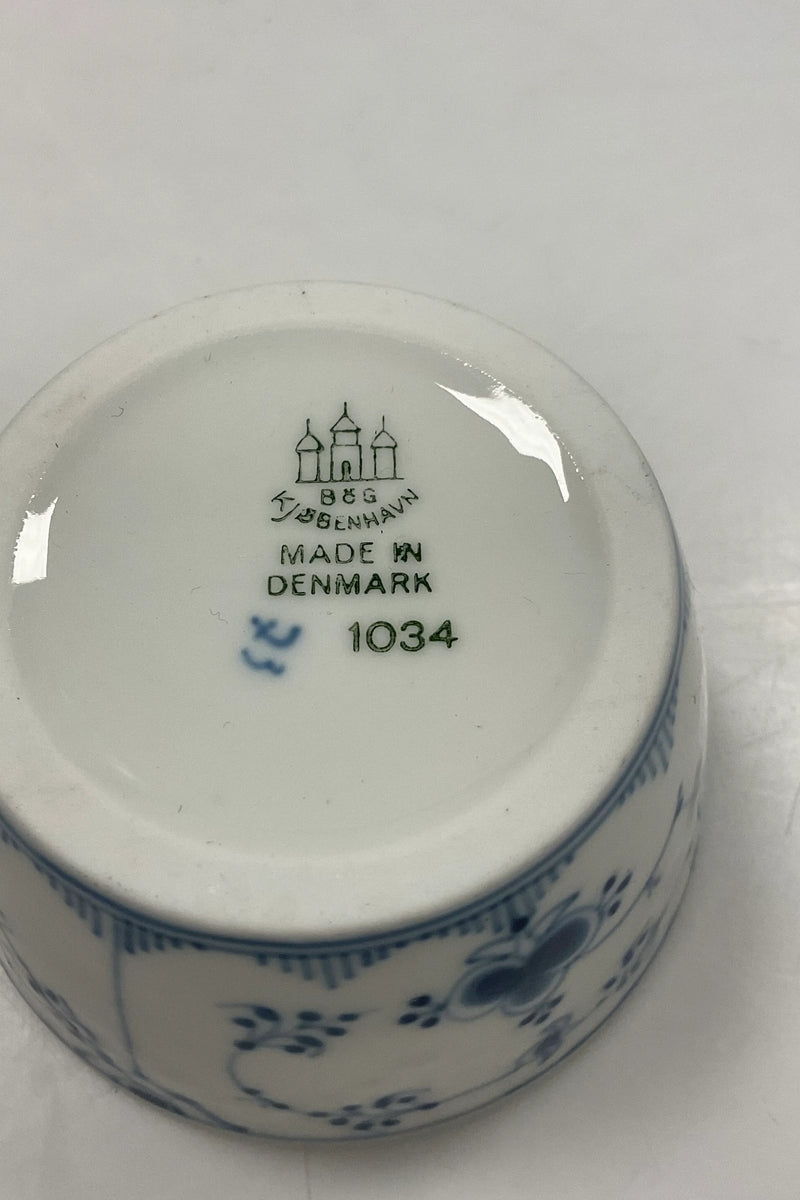 B&G
KJØBENHAVN
MADE IN
DENMARK
1034